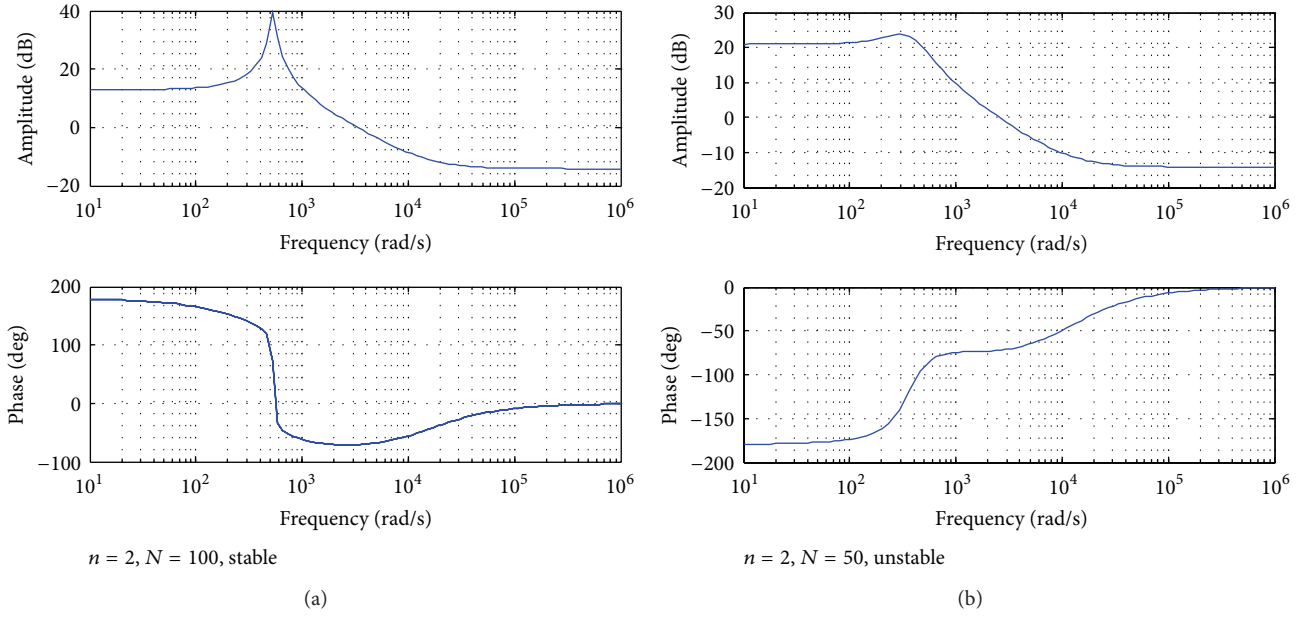 40
20
0
−20
Amplitude (dB)
10^1 10^2 10^3 10^4 10^5 10^6
Frequency (rad/s)
200
100
0
−100
Phase (deg)
10^1 10^2 10^3 10^4 10^5 10^6
Frequency (rad/s)
n = 2, N = 100, stable
(a)
30
20
10
0
−10
−20
Amplitude (dB)
10^1 10^2 10^3 10^4 10^5 10^6
Frequency (rad/s)
0
−50
−100
−150
−200
Phase (deg)
10^1 10^2 10^3 10^4 10^5 10^6
Frequency (rad/s)
n = 2, N = 50, unstable
(b)